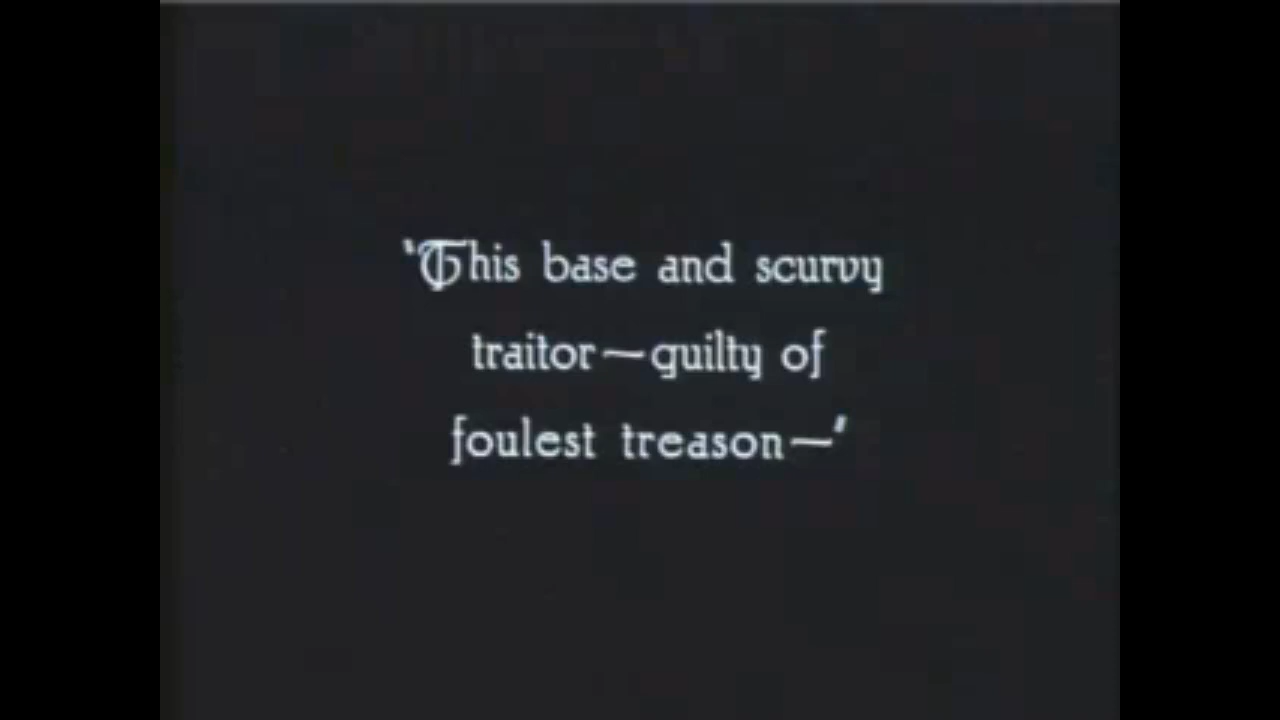 'This base and scurvy
traitor—guilty of
foulest treason—'